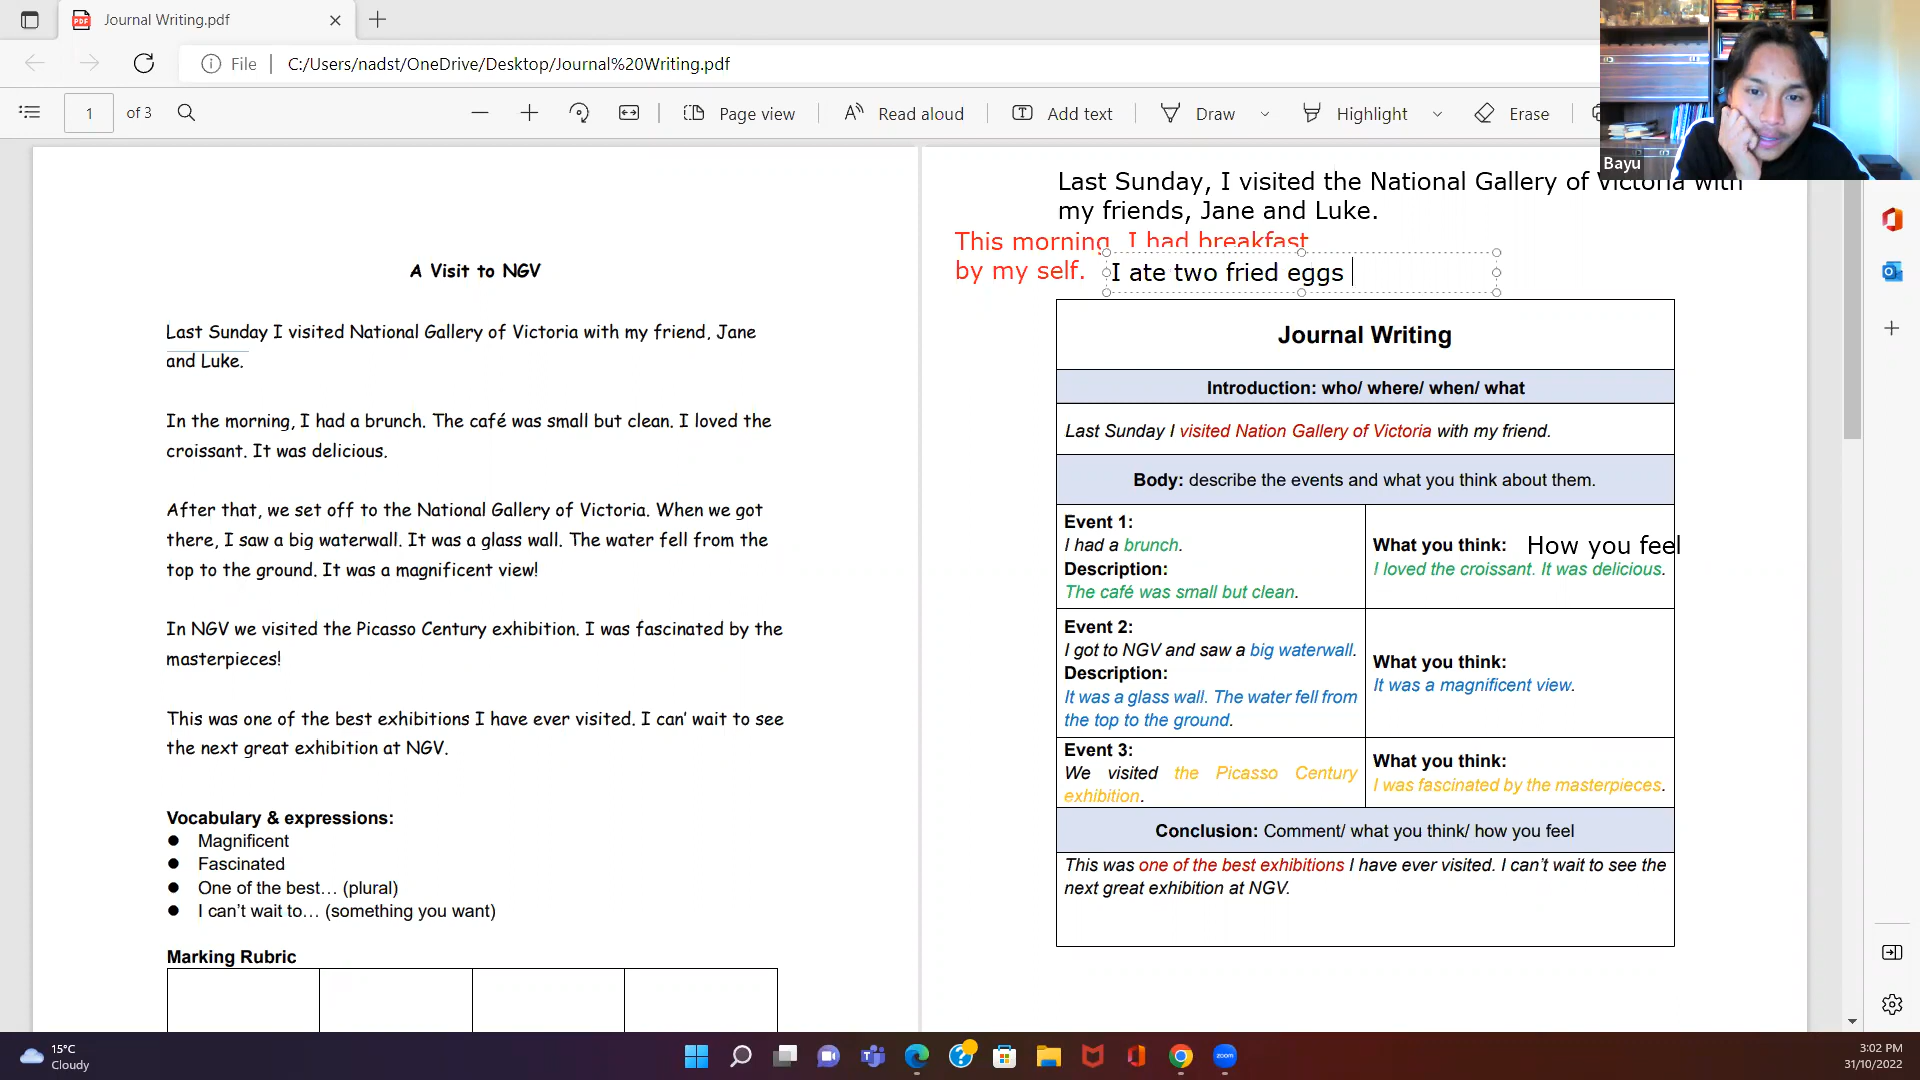 Journal Writing.pdf
File
C:/Users/nadst/OneDrive/Desktop/Journal%20Writing.pdf
1 of 3
Page view
Read aloud
Add text
Draw
Highlight
Erase
Bayu
A Visit to NGV
Last Sunday I visited National Gallery of Victoria with my friend, Jane
and Luke.
In the morning, I had a brunch. The café was small but clean. I loved the
croissant. It was delicious.
After that, we set off to the National Gallery of Victoria. When we got
there, I saw a big waterwall. It was a glass wall. The water fell from the
top to the ground. It was a magnificent view!
In NGV we visited the Picasso Century exhibition. I was fascinated by the
masterpieces!
This was one of the best exhibitions I have ever visited. I can' wait to see
the next great exhibition at NGV.
Vocabulary & expressions:
● Magnificent
● Fascinated
● One of the best… (plural)
● I can't wait to… (something you want)
Marking Rubric
Last Sunday, I visited the National Gallery of Victoria with
my friends, Jane and Luke.
This morning, I had breakfast
by my self.
I ate two fried eggs
Journal Writing
Introduction: who/ where/ when/ what
Last Sunday I visited Nation Gallery of Victoria with my friend.
Body: describe the events and what you think about them.
Event 1:
I had a brunch.
Description:
The café was small but clean.
What you think: How you feel
I loved the croissant. It was delicious.
Event 2:
I got to NGV and saw a big waterwall.
Description:
It was a glass wall. The water fell from
the top to the ground.
What you think:
It was a magnificent view.
Event 3:
We visited the Picasso Century
exhibition.
What you think:
I was fascinated by the masterpieces.
Conclusion: Comment/ what you think/ how you feel
This was one of the best exhibitions I have ever visited. I can't wait to see the
next great exhibition at NGV.
15°C
Cloudy
zoom
3:02 PM
31/10/2022